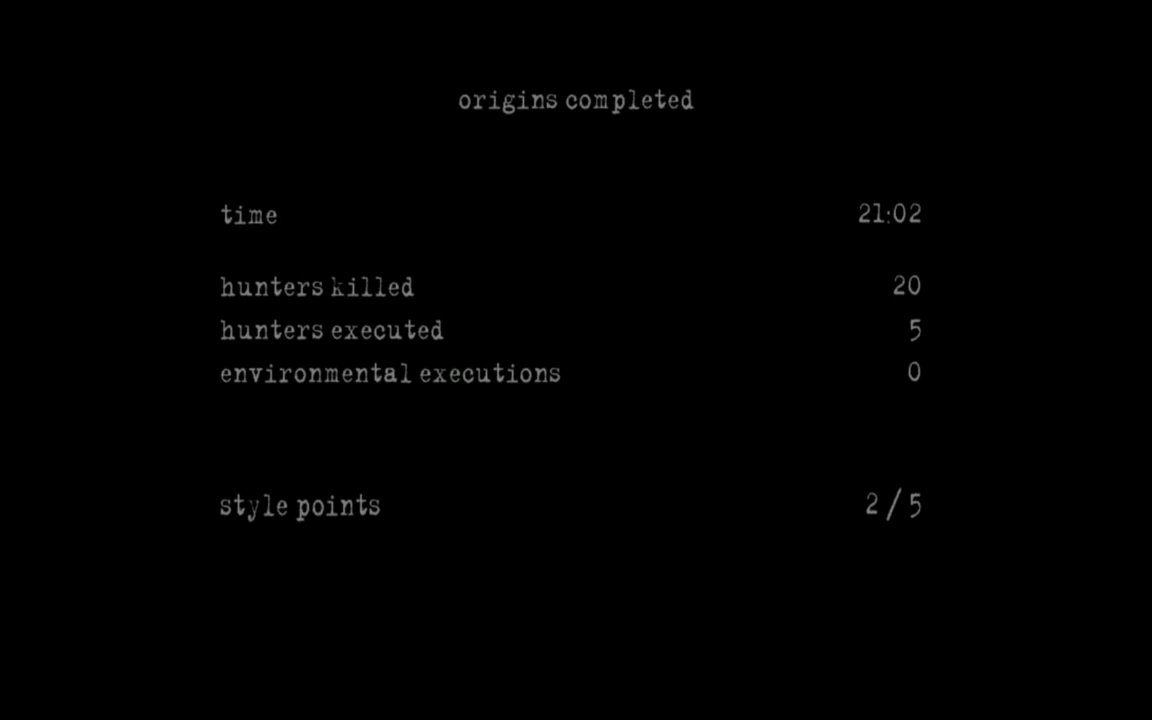 origins completed
time 21:02
hunters killed 20
hunters executed 5
environmental executions 0
style points 2 / 5